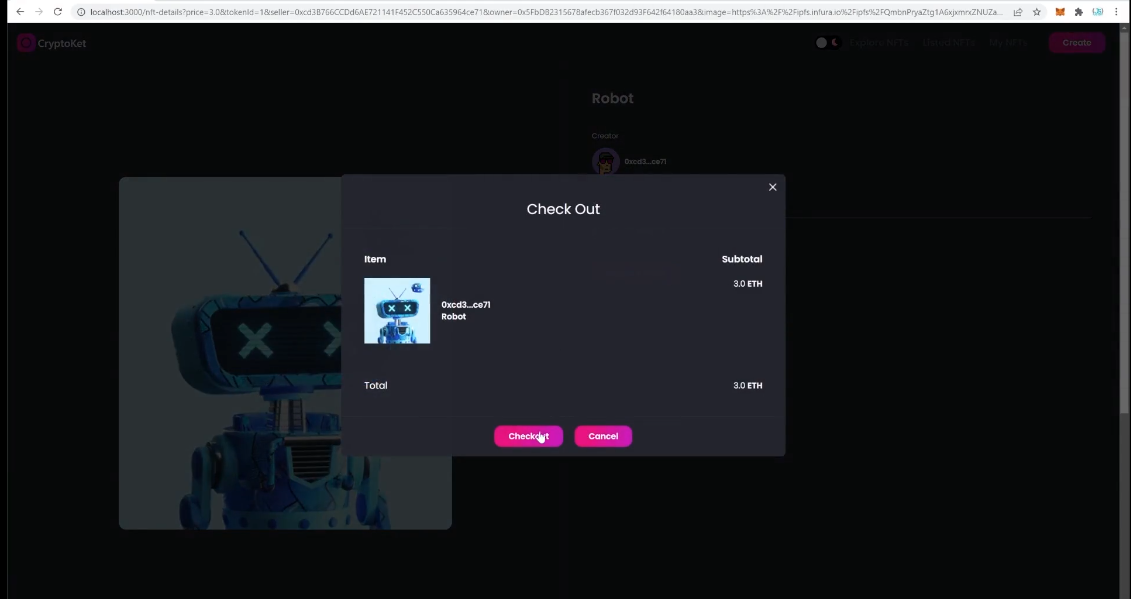 localhost:3000/nft-details?price=3.0&tokenId=1&seller=0xcd3B766CCDd6AE721141F452C550Ca635964ce71&owner=0x5FbDB2315678afecb367f032d93F642f64180aa3&image=https%3A%2F%2Fipfs.infura.io%2Fipfs%2FQmbnPryaZtg1A6xjxmrxZNUZa...
CryptoKet
Explore NFTs Listed NFTs My NFTs Create
Robot
Creator
0xcd3...ce71
Check Out
Item Subtotal
3.0 ETH
0xcd3...ce71
Robot
Total 3.0 ETH
Checkout Cancel